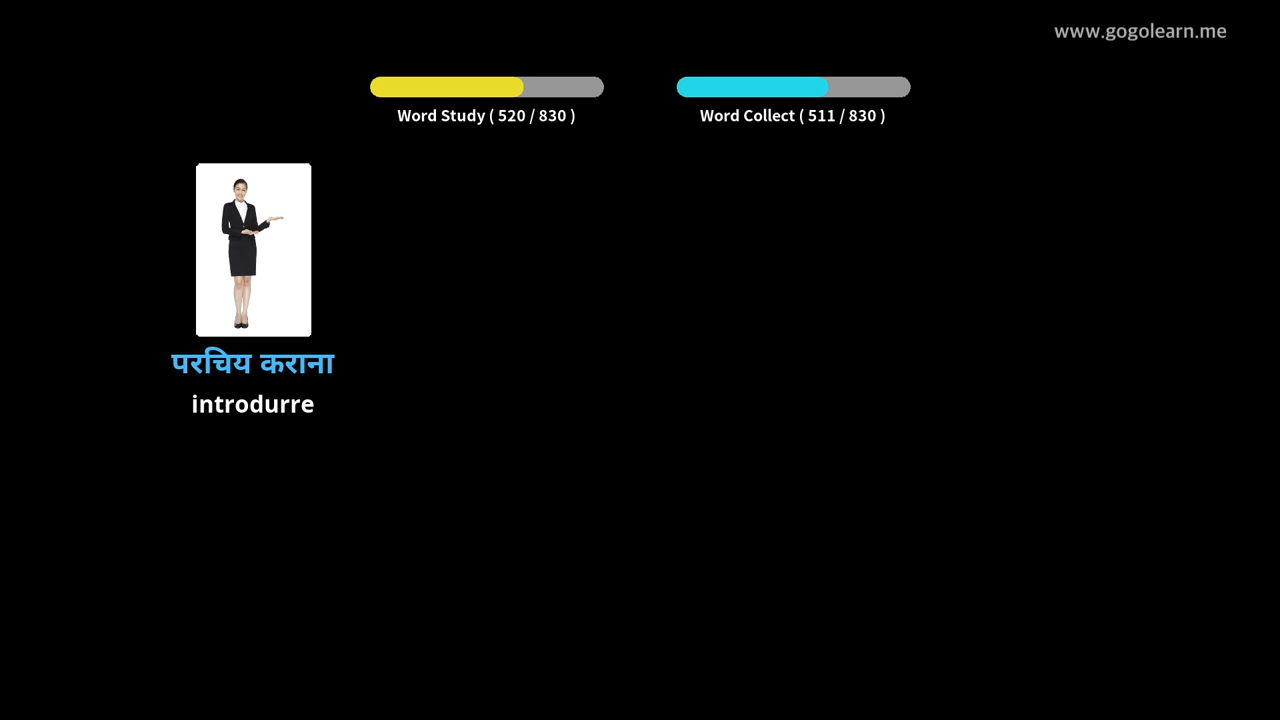 www.gogolearn.me
Word Study ( 520 / 830 )
Word Collect ( 511 / 830 )
परिचय कराना
introdurre